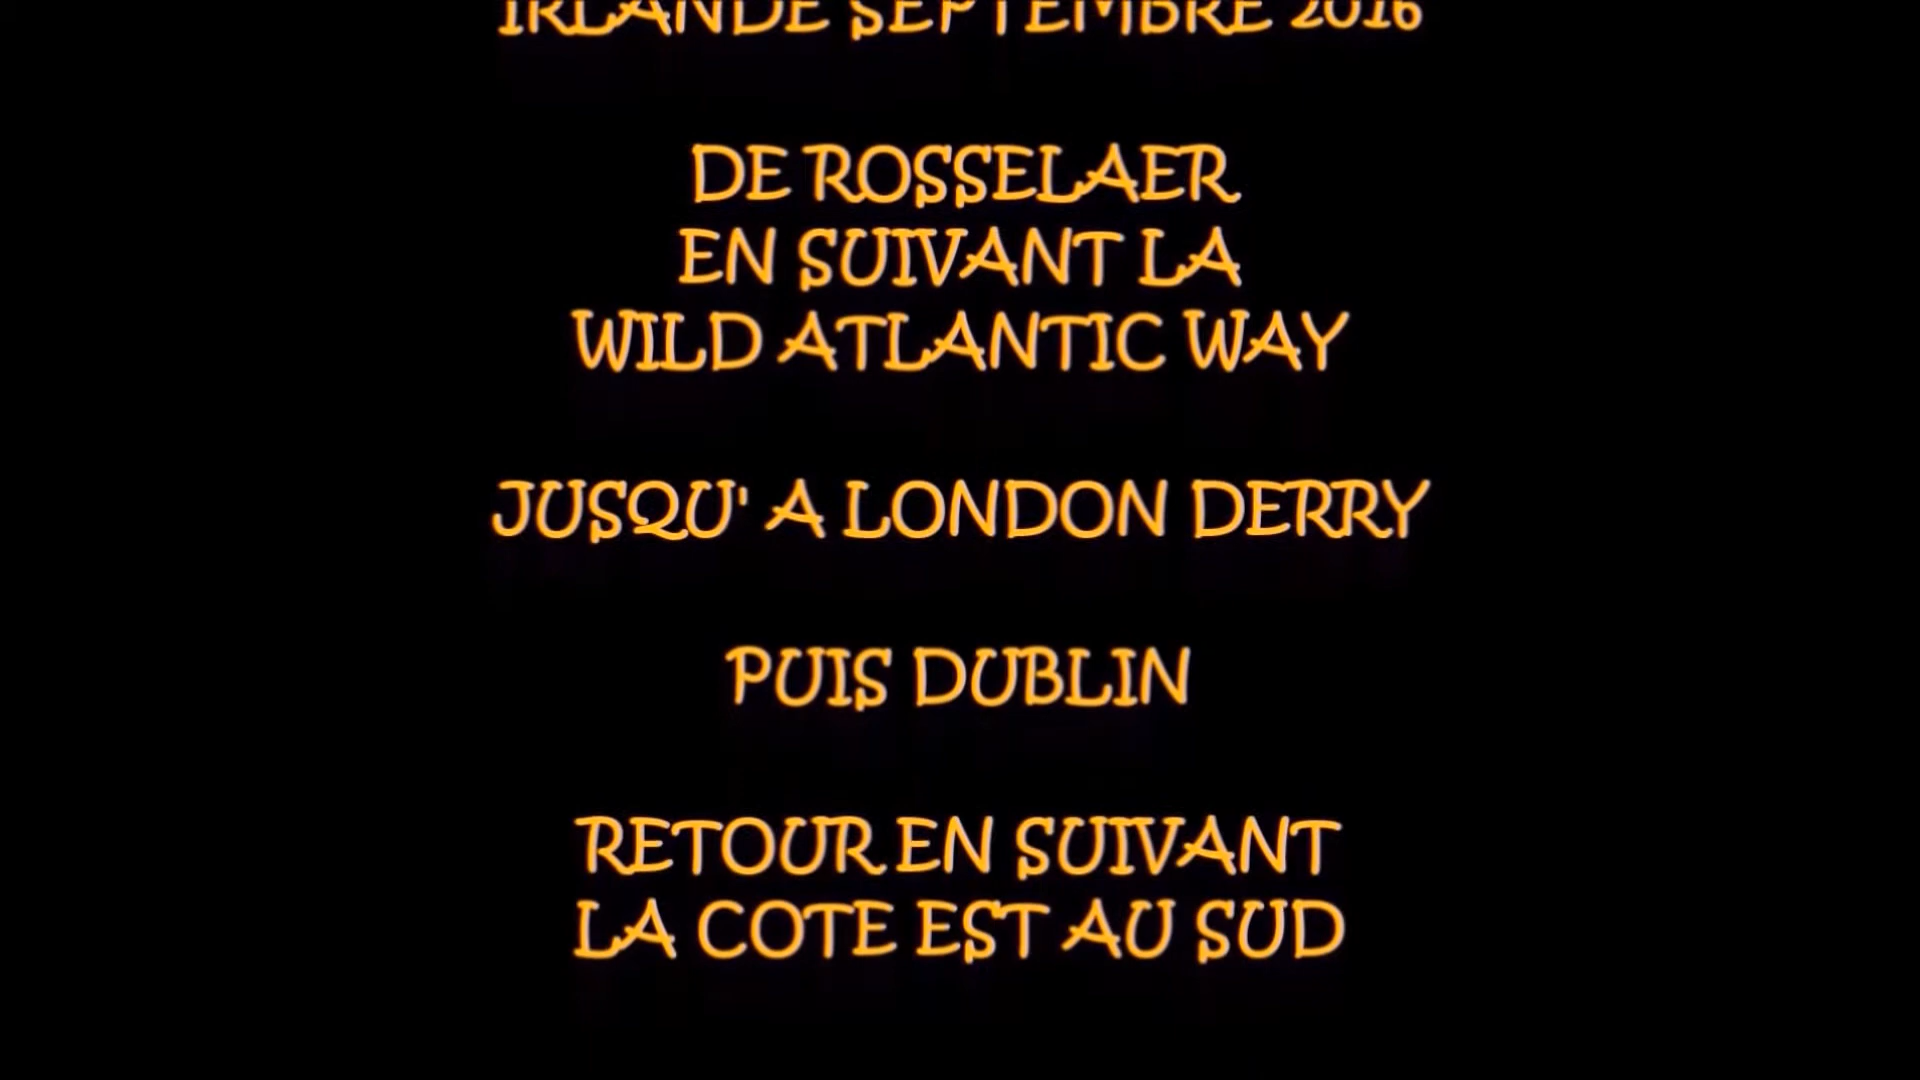 IRLANDE SEPTEMBRE 2016
DE ROSSELAER
EN SUIVANT LA
WILD ATLANTIC WAY
JUSQU' A LONDON DERRY
PUIS DUBLIN
RETOUR EN SUIVANT
LA COTE EST AU SUD